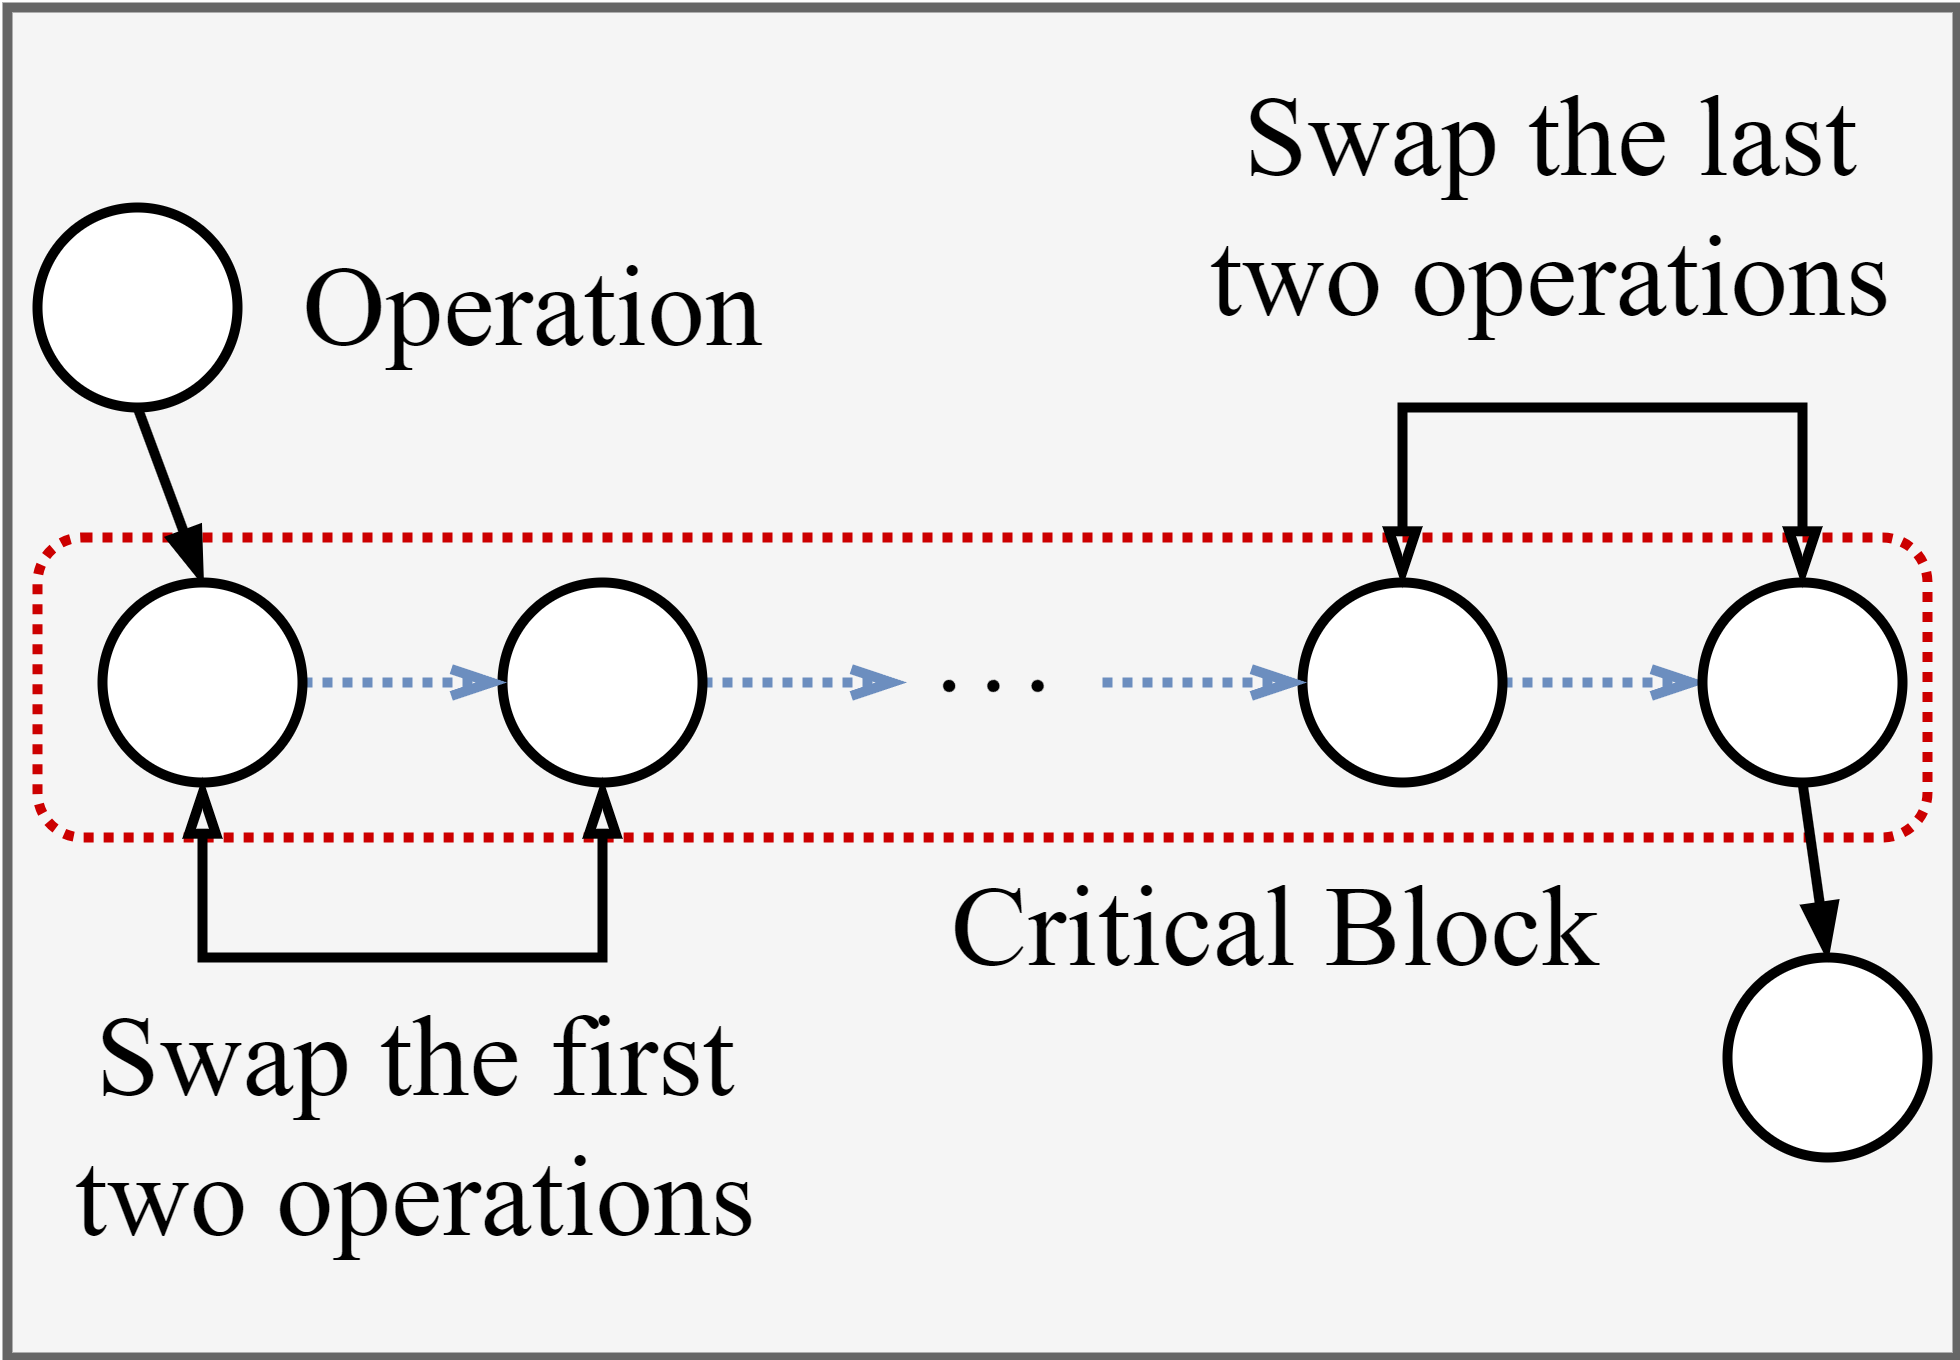 Swap the last
two operations
Operation
. . .
Critical Block
Swap the first
two operations